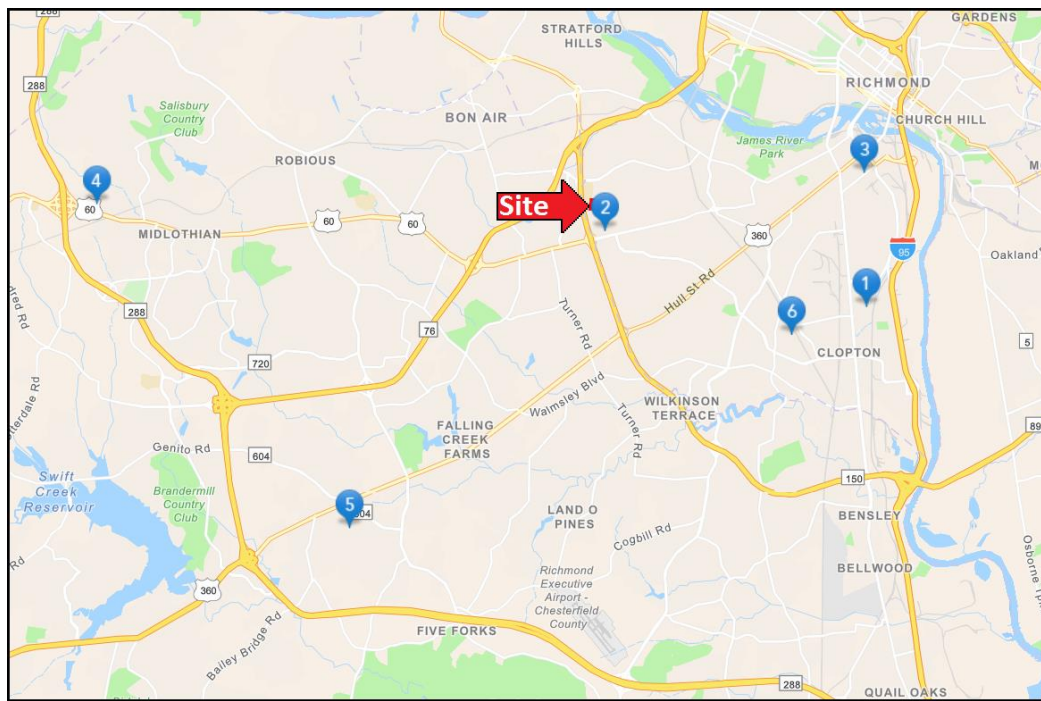 GARDENS
STRATFORD
HILLS
288
288
RICHMOND
Salisbury
Country
Club
BON AIR
CHURCH HILL
James River
Park
3
ROBIOUS
4
60
Site
2
60
60
MIDLOTHIAN
360
95
Oakland
Hull St Rd
1
288
Turner Rd
6
76
5
720
CLOPTON
Walmsley Blvd
WILKINSON
TERRACE
Turner Rd
FALLING
CREEK
FARMS
Genito Rd
604
Swift
Creek
Reservoir
Brandermill
Country
Club
150
5
LAND O
PINES
BENSLEY
Cogbill Rd
BELLWOOD
Richmond
Executive
Airport -
Chesterfield
County
360
Rd
FIVE FORKS
Bailey Bridge Rd
288
QUAIL OAKS